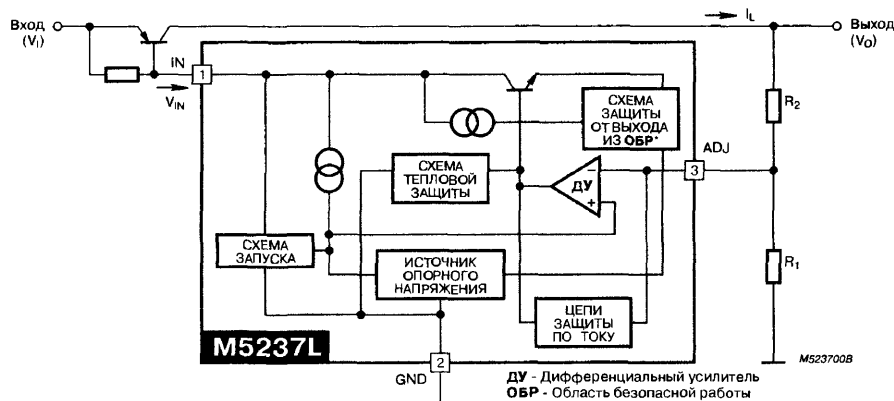 Вход
(VI)
IL
Выход
(VO)
IN
1
VIN
СХЕМА
ЗАЩИТЫ
ОТ ВЫХОДА
ИЗ ОБР*
R2
ADJ
3
СХЕМА
ТЕПЛОВОЙ
ЗАЩИТЫ
ДУ
−
+
СХЕМА
ЗАПУСКА
ИСТОЧНИК
ОПОРНОГО
НАПРЯЖЕНИЯ
R1
ЦЕПИ
ЗАЩИТЫ
ПО ТОКУ
M5237L
2
GND
M523700B
ДУ - Дифференциальный усилитель
ОБР - Область безопасной работы